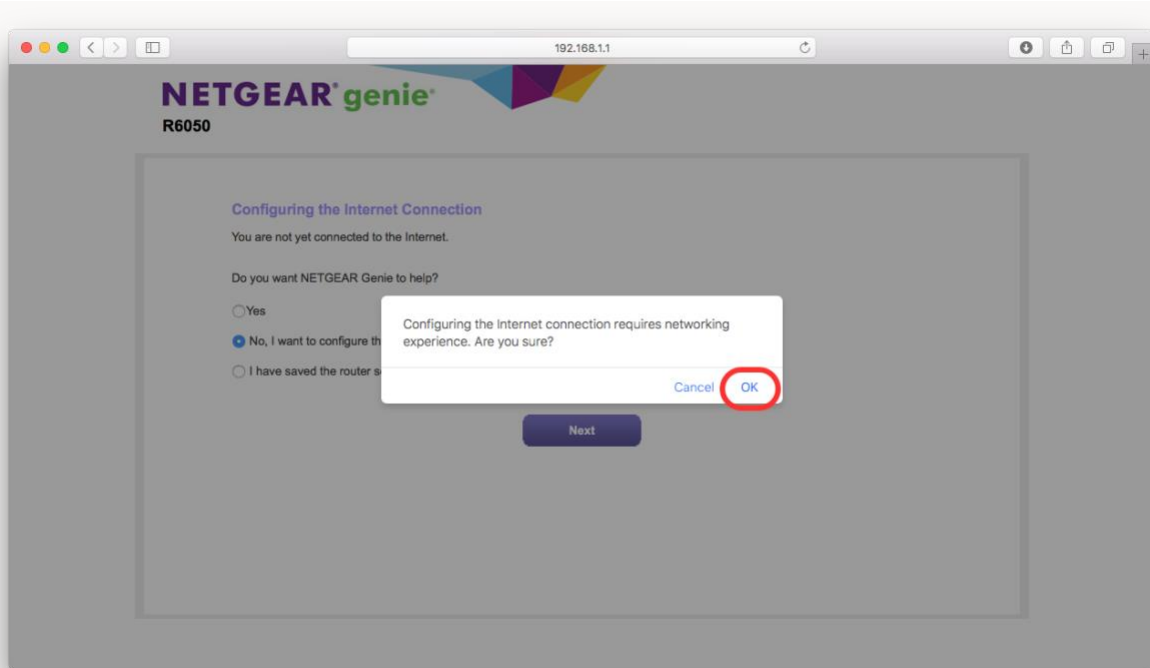 192.168.1.1
NETGEAR® genie®
R6050
Configuring the Internet Connection
You are not yet connected to the Internet.
Do you want NETGEAR Genie to help?
Yes
No, I want to configure th
I have saved the router s
Configuring the Internet connection requires networking
experience. Are you sure?
Cancel OK
Next